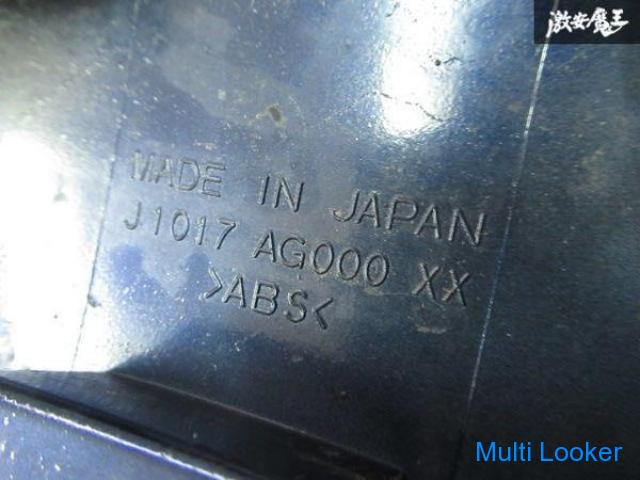 激安魔王
MADE IN JAPAN
J1017 AG000 XX
>ABS<
Multi Looker